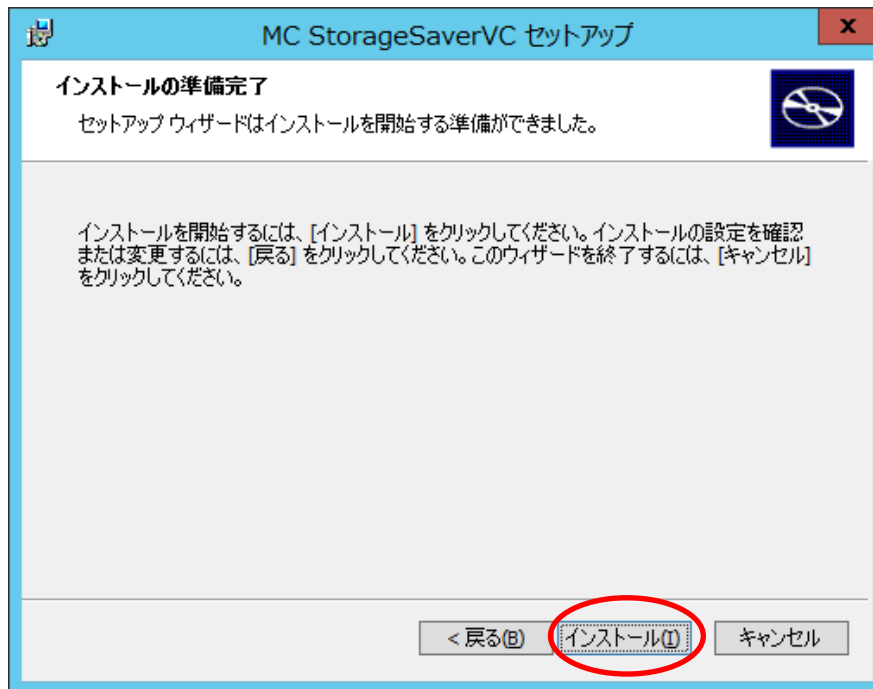 MC StorageSaverVC セットアップ
x
インストールの準備完了
セットアップ ウィザードはインストールを開始する準備ができました。
インストールを開始するには、[インストール] をクリックしてください。インストールの設定を確認
または変更するには、[戻る] をクリックしてください。このウィザードを終了するには、[キャンセル]
をクリックしてください。
< 戻る(B) インストール(I) キャンセル